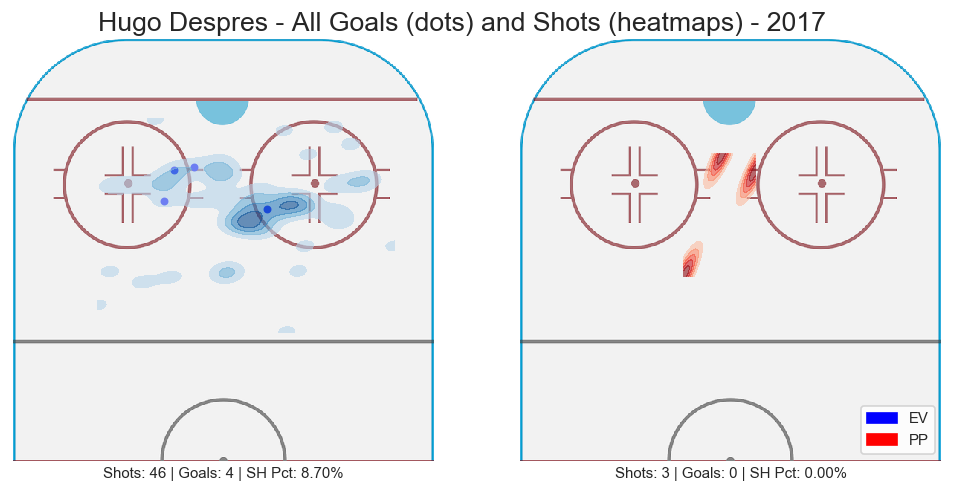 Hugo Despres - All Goals (dots) and Shots (heatmaps) - 2017
EV
PP
Shots: 46 | Goals: 4 | SH Pct: 8.70%
Shots: 3 | Goals: 0 | SH Pct: 0.00%